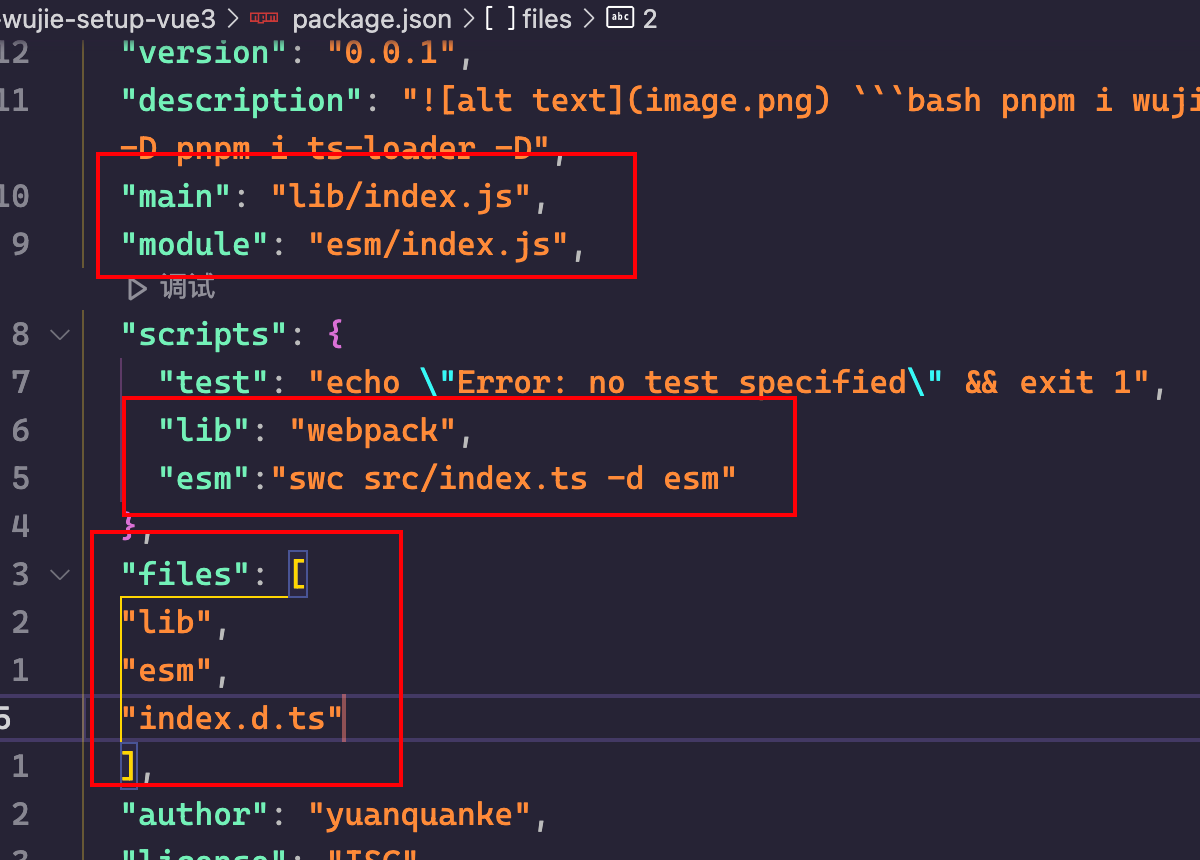 -wujie-setup-vue3 > npm package.json > [ ] files > abc 2
12 "version": "0.0.1",
11 "description": "![alt text](image.png) ```bash pnpm i wuji
-D pnpm i ts-loader -D",
10 "main": "lib/index.js",
9 "module": "esm/index.js",
调试
8 "scripts": {
7 "test": "echo \"Error: no test specified\" && exit 1",
6 "lib": "webpack",
5 "esm":"swc src/index.ts -d esm"
4 },
3 "files": [
2 "lib",
1 "esm",
5 "index.d.ts"
1 ],
2 "author": "yuanquanke",
3 "license": "ISC"